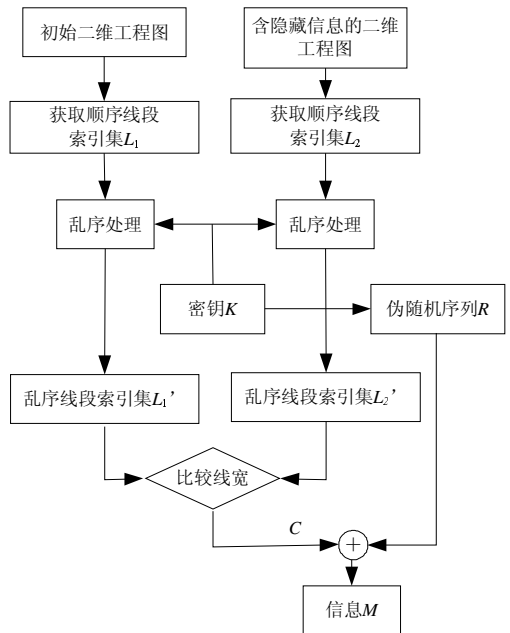 初始二维工程图
含隐藏信息的二维
工程图
获取顺序线段
索引集L₁
获取顺序线段
索引集L₂
乱序处理
乱序处理
密钥K
伪随机序列R
乱序线段索引集L₁’
乱序线段索引集L₂’
比较线宽
C
+
信息M